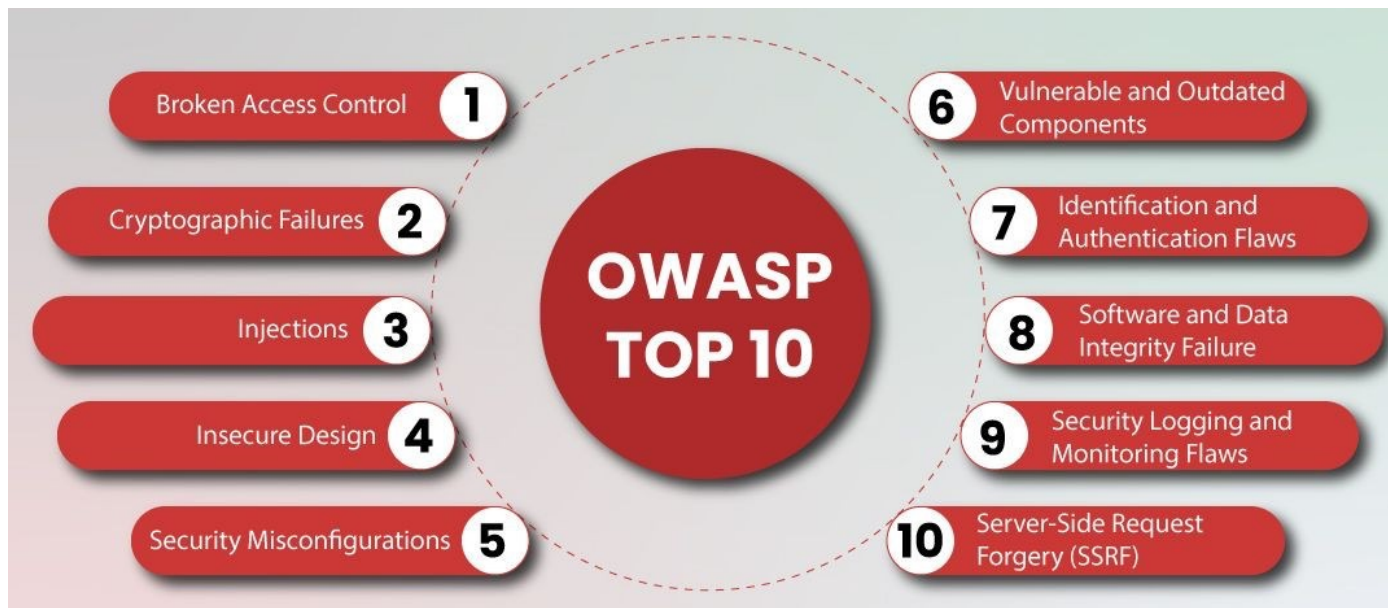 OWASP
TOP 10
Broken Access Control 1
Cryptographic Failures 2
Injections 3
Insecure Design 4
Security Misconfigurations 5
6 Vulnerable and Outdated
Components
7 Identification and
Authentication Flaws
8 Software and Data
Integrity Failure
9 Security Logging and
Monitoring Flaws
10 Server-Side Request
Forgery (SSRF)